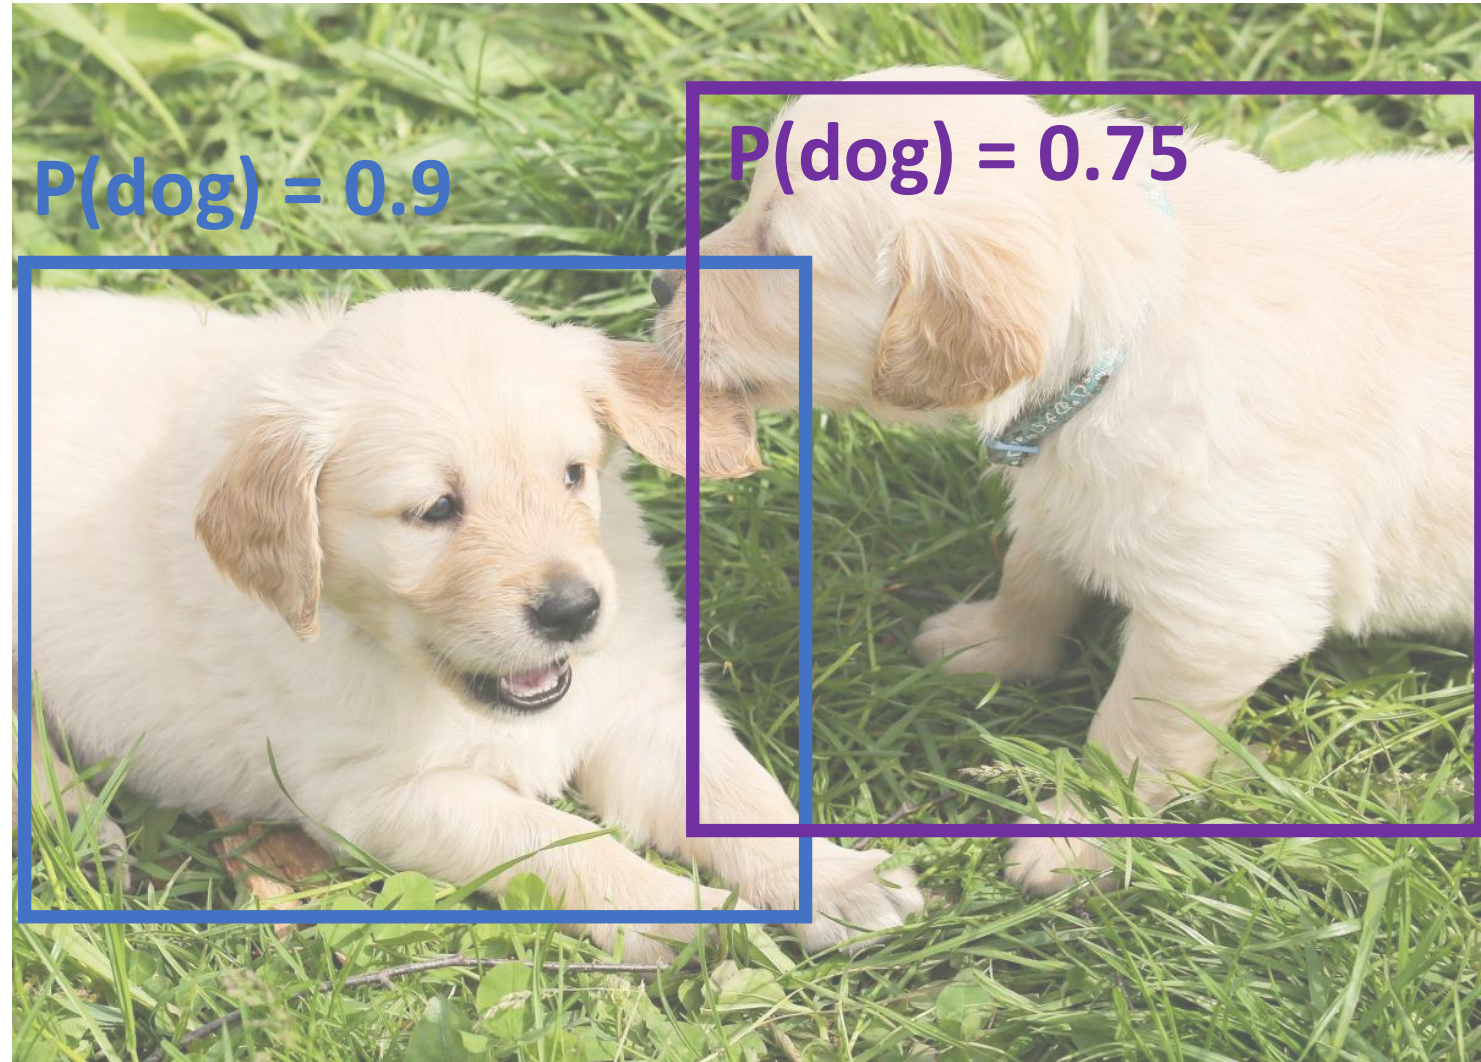 P(dog) = 0.9
P(dog) = 0.75